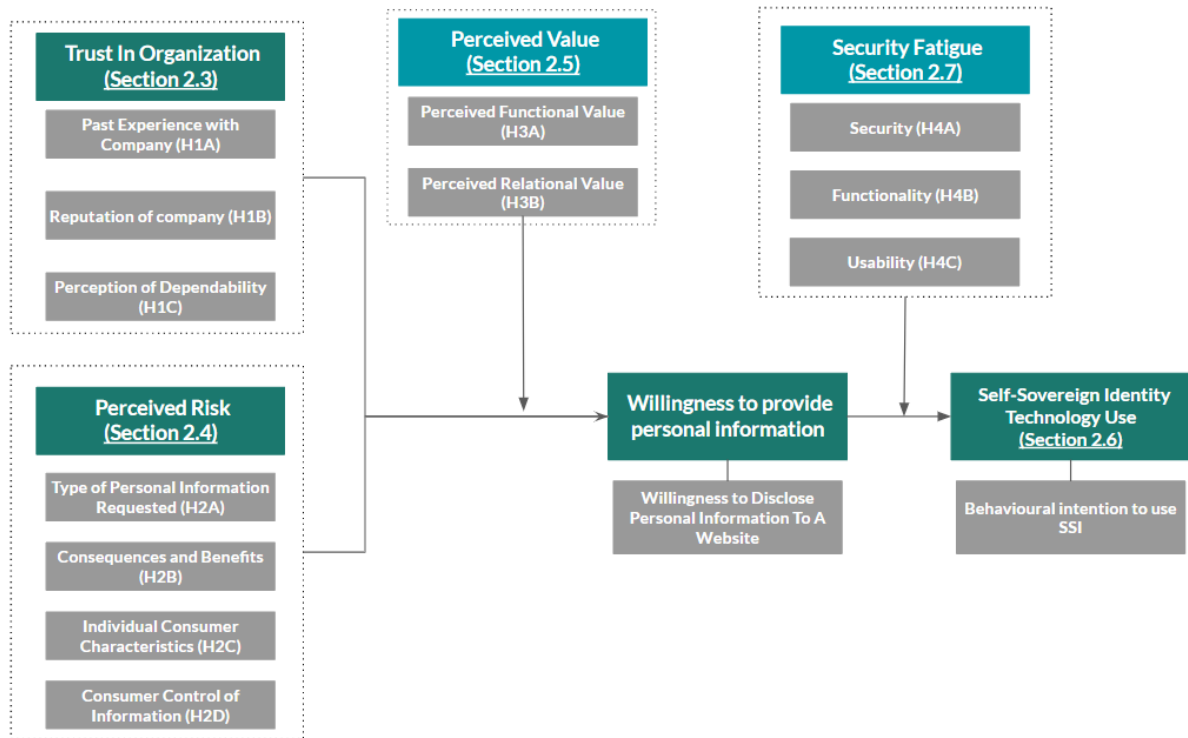 Trust In Organization
(Section 2.3)
Past Experience with
Company (H1A)
Reputation of company (H1B)
Perception of Dependability
(H1C)
Perceived Risk
(Section 2.4)
Type of Personal Information
Requested (H2A)
Consequences and Benefits
(H2B)
Individual Consumer
Characteristics (H2C)
Consumer Control of
Information (H2D)
Perceived Value
(Section 2.5)
Perceived Functional Value
(H3A)
Perceived Relational Value
(H3B)
Security Fatigue
(Section 2.7)
Security (H4A)
Functionality (H4B)
Usability (H4C)
Willingness to provide
personal information
Willingness to Disclose
Personal Information To A
Website
Self-Sovereign Identity
Technology Use
(Section 2.6)
Behavioural intention to use
SSI